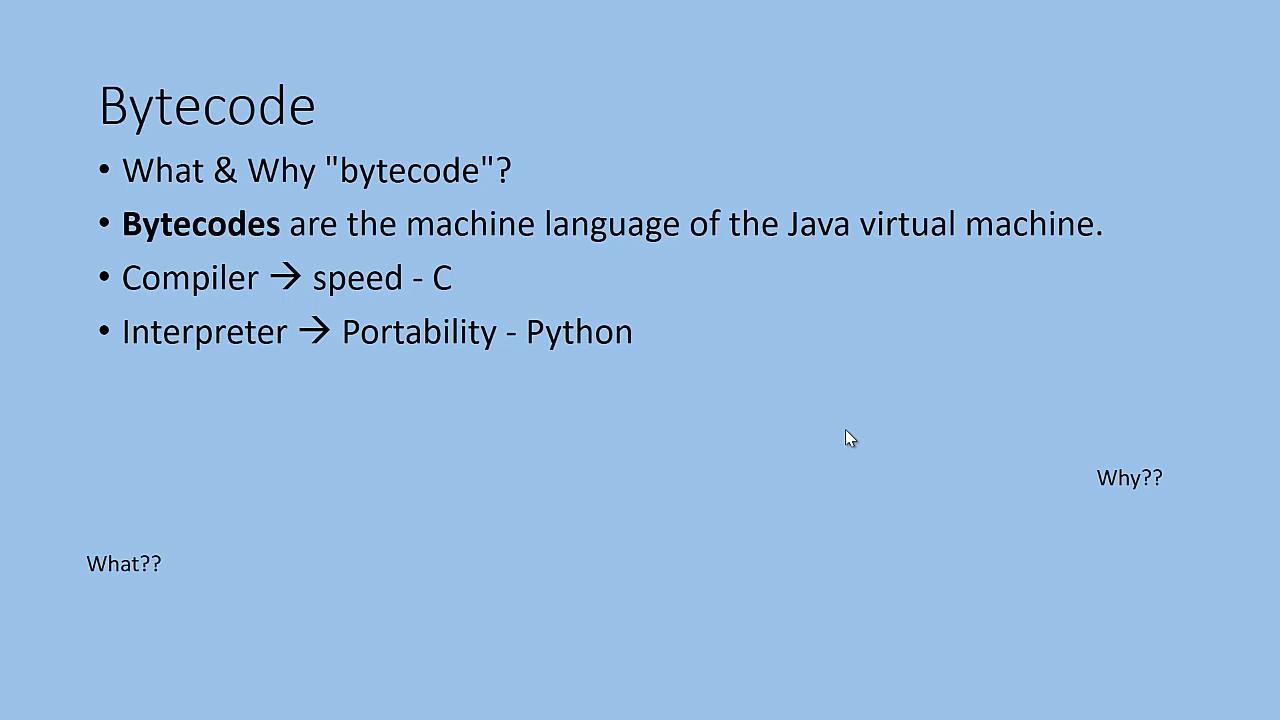 Bytecode
• What & Why "bytecode"?
• Bytecodes are the machine language of the Java virtual machine.
• Compiler → speed - C
• Interpreter → Portability - Python
Why??
What??